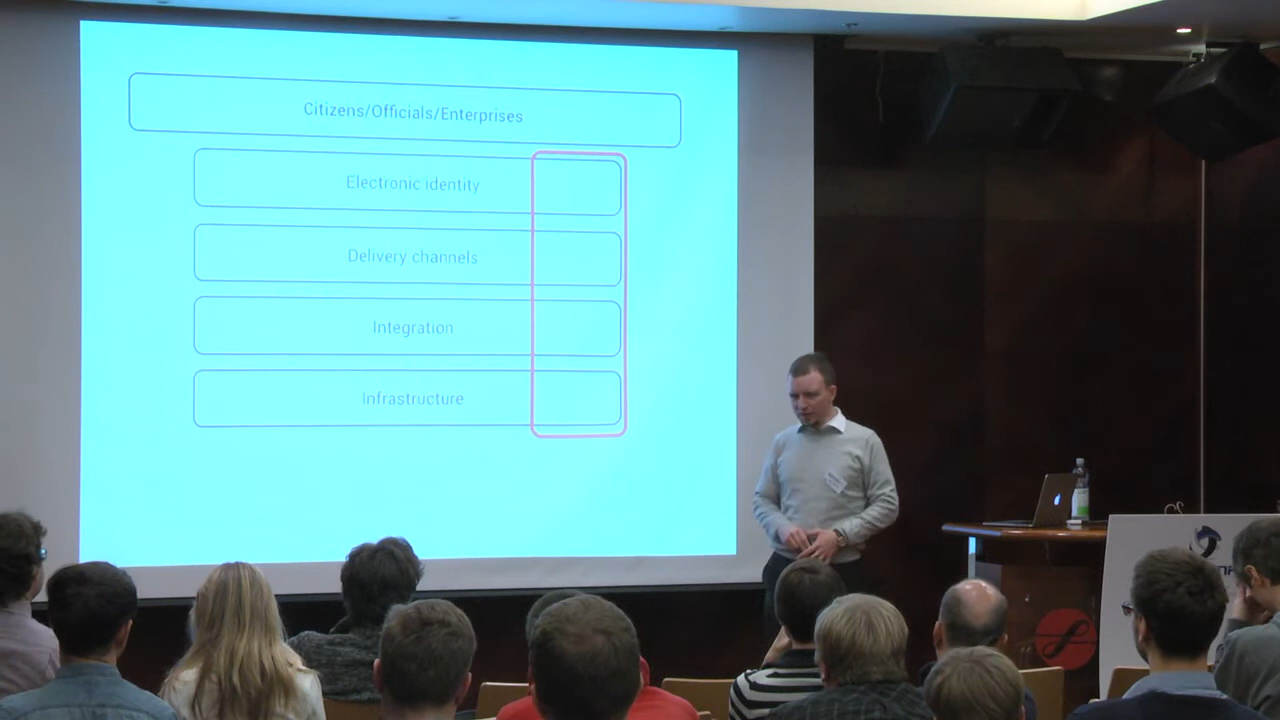 Citizens/Officials/Enterprises
Electronic identity
Delivery channels
Integration
Infrastructure